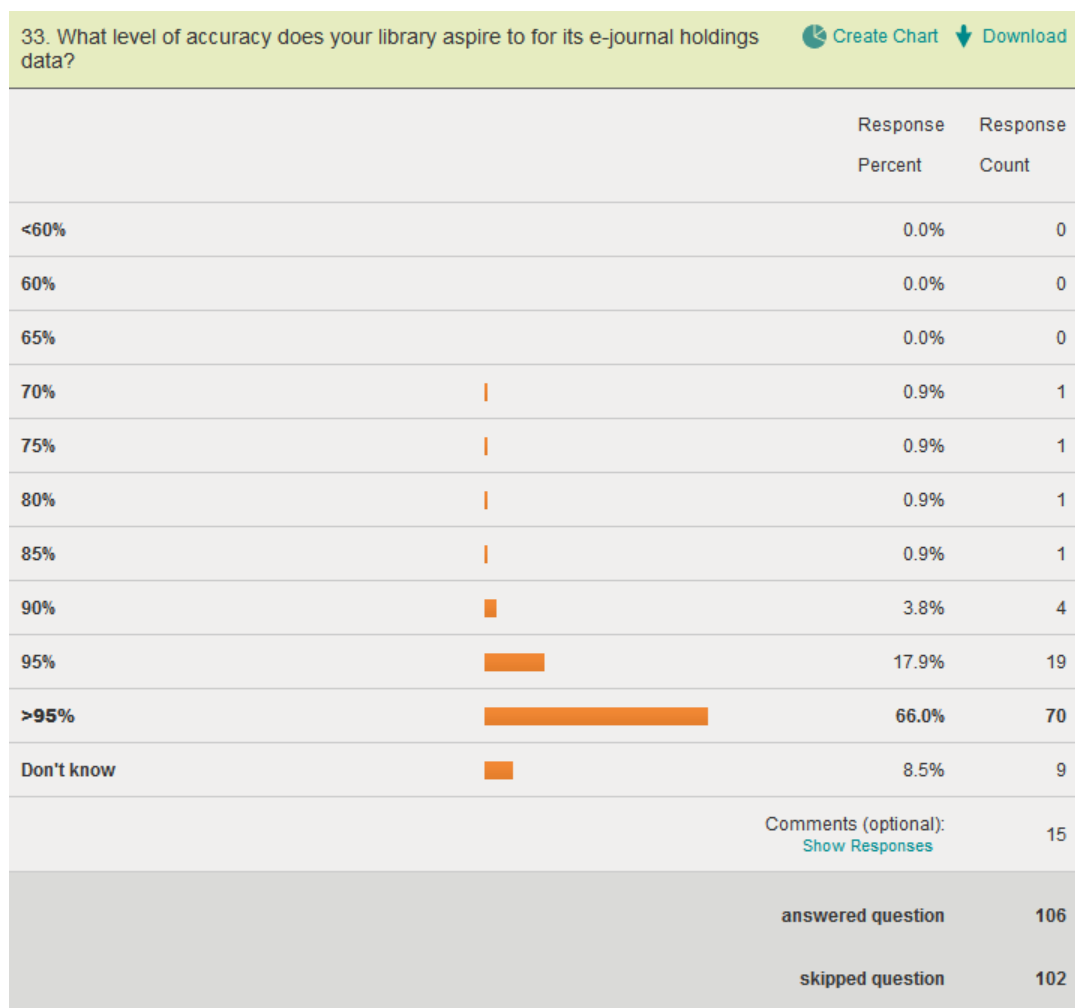 33. What level of accuracy does your library aspire to for its e-journal holdings data?
Create Chart Download
Response Percent Response Count
<60% 0.0% 0
60% 0.0% 0
65% 0.0% 0
70% 0.9% 1
75% 0.9% 1
80% 0.9% 1
85% 0.9% 1
90% 3.8% 4
95% 17.9% 19
>95% 66.0% 70
Don't know 8.5% 9
Comments (optional): 15
Show Responses
answered question 106
skipped question 102